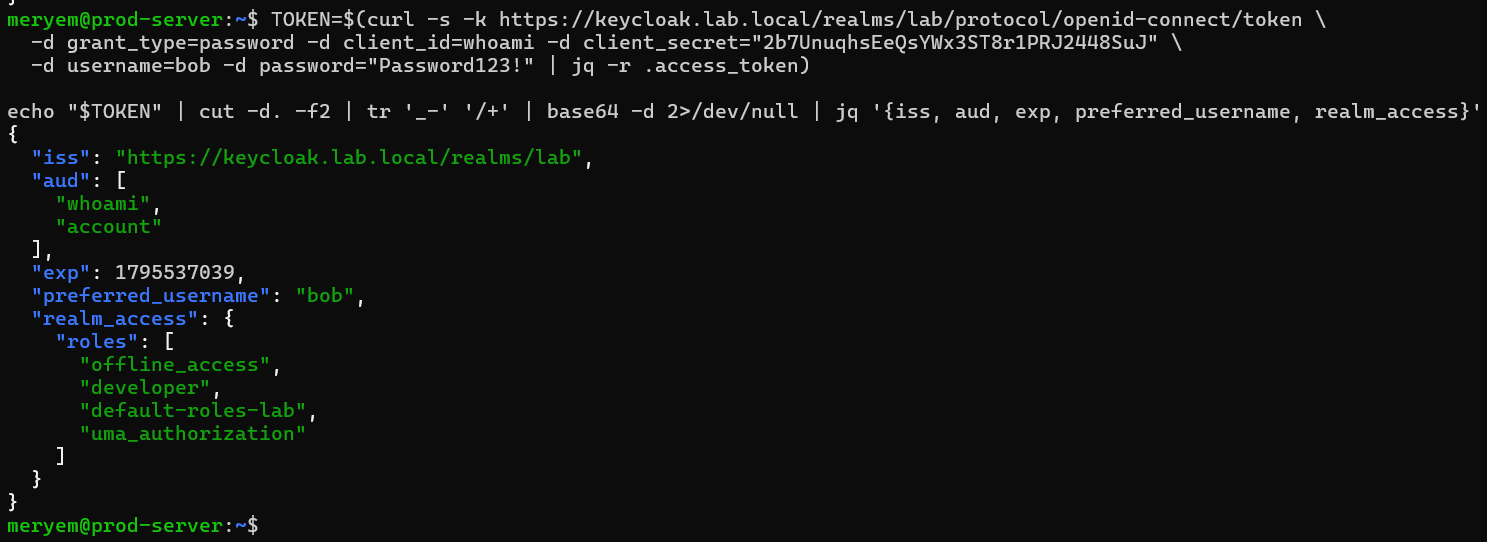 meryem@prod-server:~$ TOKEN=$(curl -s -k https://keycloak.lab.local/realms/lab/protocol/openid-connect/token \
  -d grant_type=password -d client_id=whoami -d client_secret="2b7UnuqhsEeQsYWx3ST8r1PRJ2448SuJ" \
  -d username=bob -d password="Password123!" | jq -r .access_token)

echo "$TOKEN" | cut -d. -f2 | tr '_-' '/+' | base64 -d 2>/dev/null | jq '{iss, aud, exp, preferred_username, realm_access}'
{
  "iss": "https://keycloak.lab.local/realms/lab",
  "aud": [
    "whoami",
    "account"
  ],
  "exp": 1795537039,
  "preferred_username": "bob",
  "realm_access": {
    "roles": [
      "offline_access",
      "developer",
      "default-roles-lab",
      "uma_authorization"
    ]
  }
}
meryem@prod-server:~$